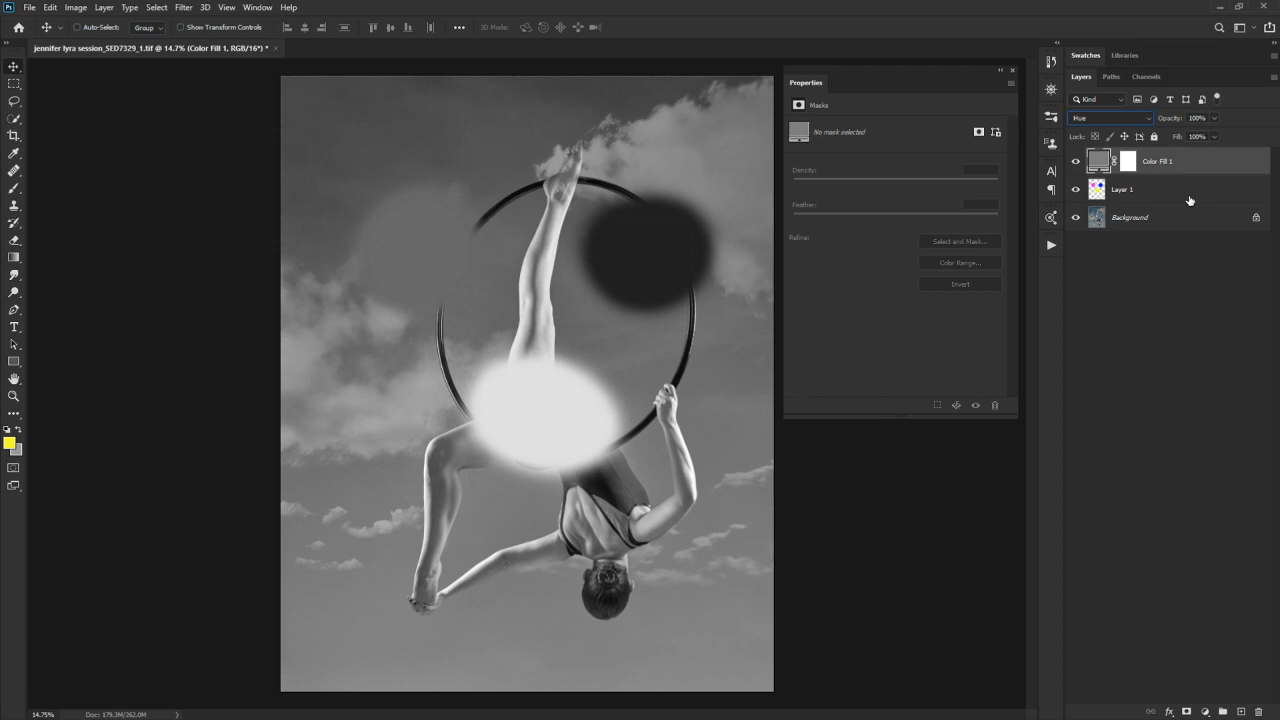 Ps File Edit Image Layer Type Select Filter 3D View Window Help
Auto-Select: Group Show Transform Controls 3D Mode:
jennifer lyra session_SED7329_1.tif @ 14.7% (Color Fill 1, RGB/16*) *
Swatches Libraries
Properties
Masks
No mask selected
Density:
Feather:
Refine:
Select and Mask...
Color Range...
Invert
Layers Paths Channels
Kind
Hue Opacity: 100%
Lock: Fill: 100%
Color Fill 1
Layer 1
Background
14.75% Doc: 179.3M/262.0M